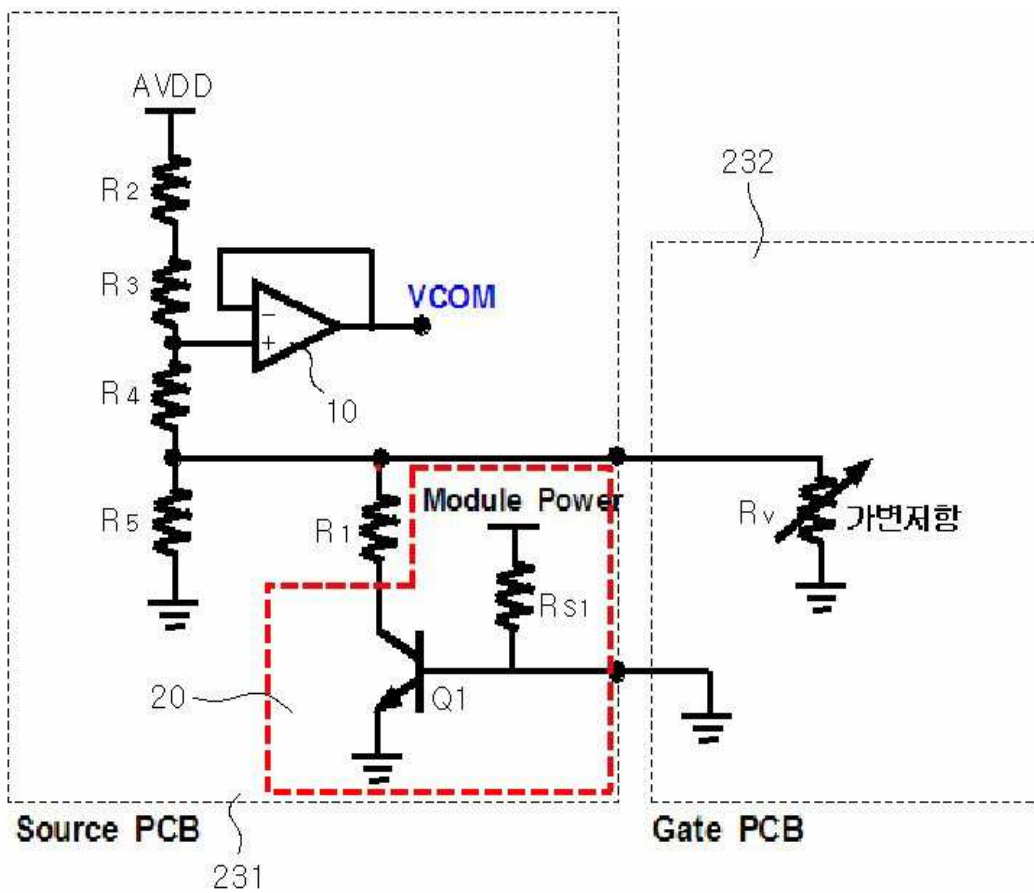 AVDD
232
R2
R3
VCOM
-
+
R4
10
Module Power
R5
R1
RV
가변저항
RS1
20
Q1
Source PCB
Gate PCB
231